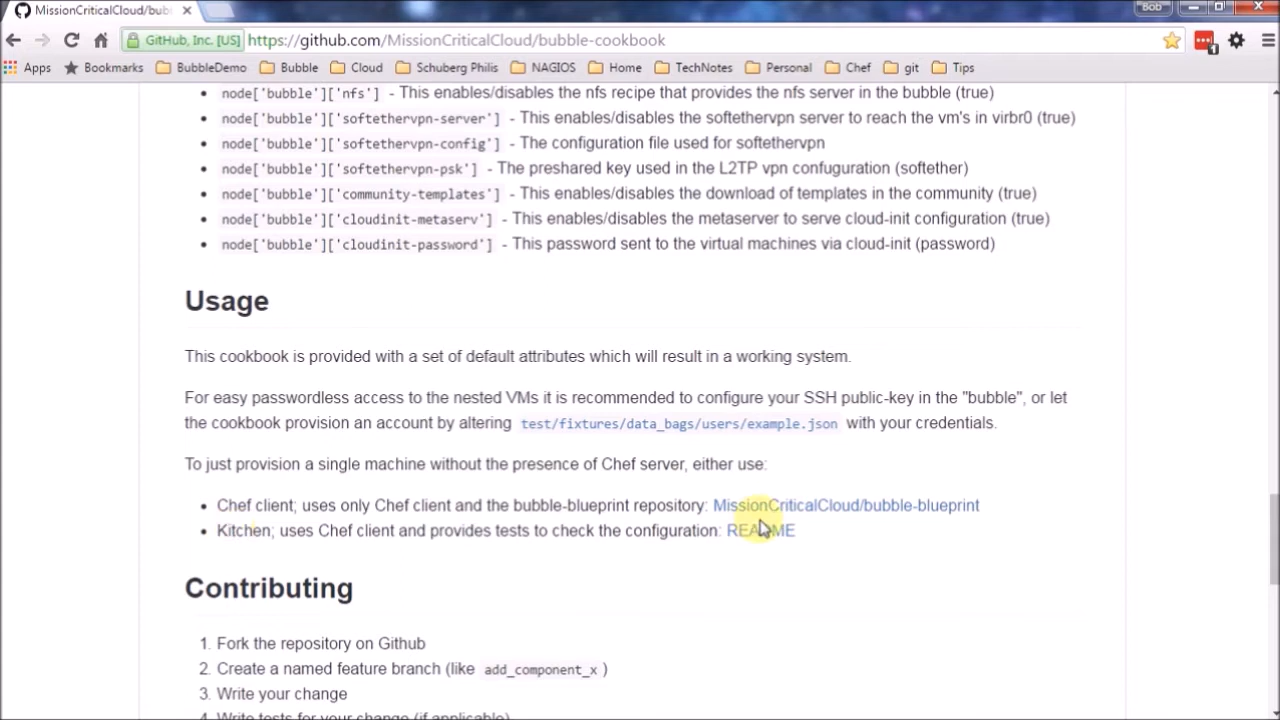 MissionCriticalCloud/bub
Bob
GitHub, Inc. [US] https://github.com/MissionCriticalCloud/bubble-cookbook
1
Apps Bookmarks BubbleDemo Bubble Cloud Schuberg Philis NAGIOS Home TechNotes Personal Chef git Tips
node['bubble']['nfs'] - This enables/disables the nfs recipe that provides the nfs server in the bubble (true)
node['bubble']['softethervpn-server'] - This enables/disables the softethervpn server to reach the vm's in virbr0 (true)
node['bubble']['softethervpn-config'] - The configuration file used for softethervpn
node['bubble']['softethervpn-psk'] - The preshared key used in the L2TP vpn confuguration (softether)
node['bubble']['community-templates'] - This enables/disables the download of templates in the community (true)
node['bubble']['cloudinit-metaserv'] - This enables/disables the metaserver to serve cloud-init configuration (true)
node['bubble']['cloudinit-password'] - This password sent to the virtual machines via cloud-init (password)
Usage
This cookbook is provided with a set of default attributes which will result in a working system.
For easy passwordless access to the nested VMs it is recommended to configure your SSH public-key in the "bubble", or let
the cookbook provision an account by altering test/fixtures/data_bags/users/example.json with your credentials.
To just provision a single machine without the presence of Chef server, either use:
Chef client; uses only Chef client and the bubble-blueprint repository: MissionCriticalCloud/bubble-blueprint
Kitchen; uses Chef client and provides tests to check the configuration: README
Contributing
1. Fork the repository on Github
2. Create a named feature branch (like add_component_x )
3. Write your change
4. Write tests for your change (if applicable)